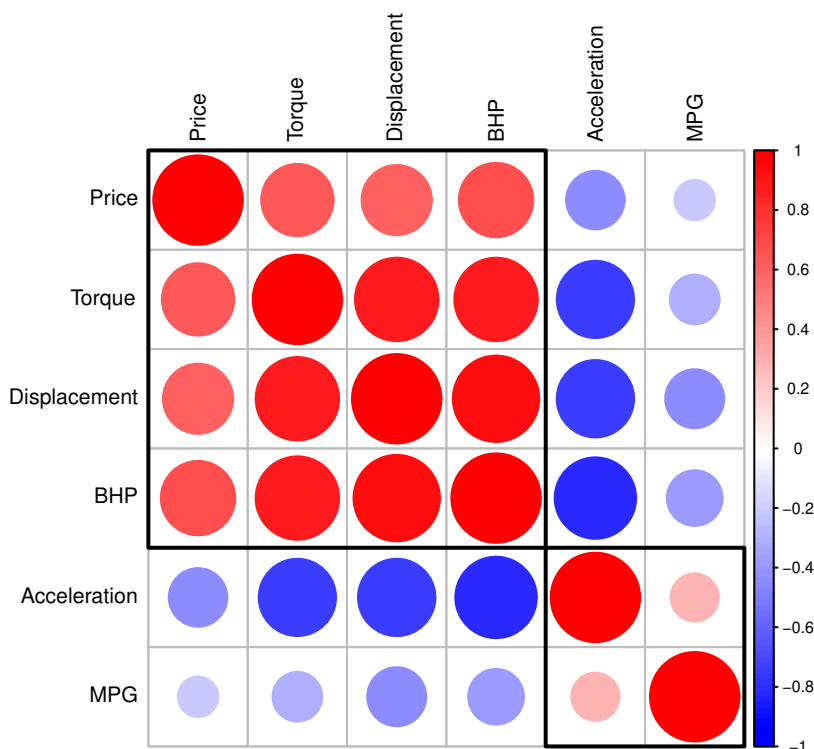 Price
Torque
Displacement
BHP
Acceleration
MPG
Price
Torque
Displacement
BHP
Acceleration
MPG
1
0.8
0.6
0.4
0.2
0
−0.2
−0.4
−0.6
−0.8
−1